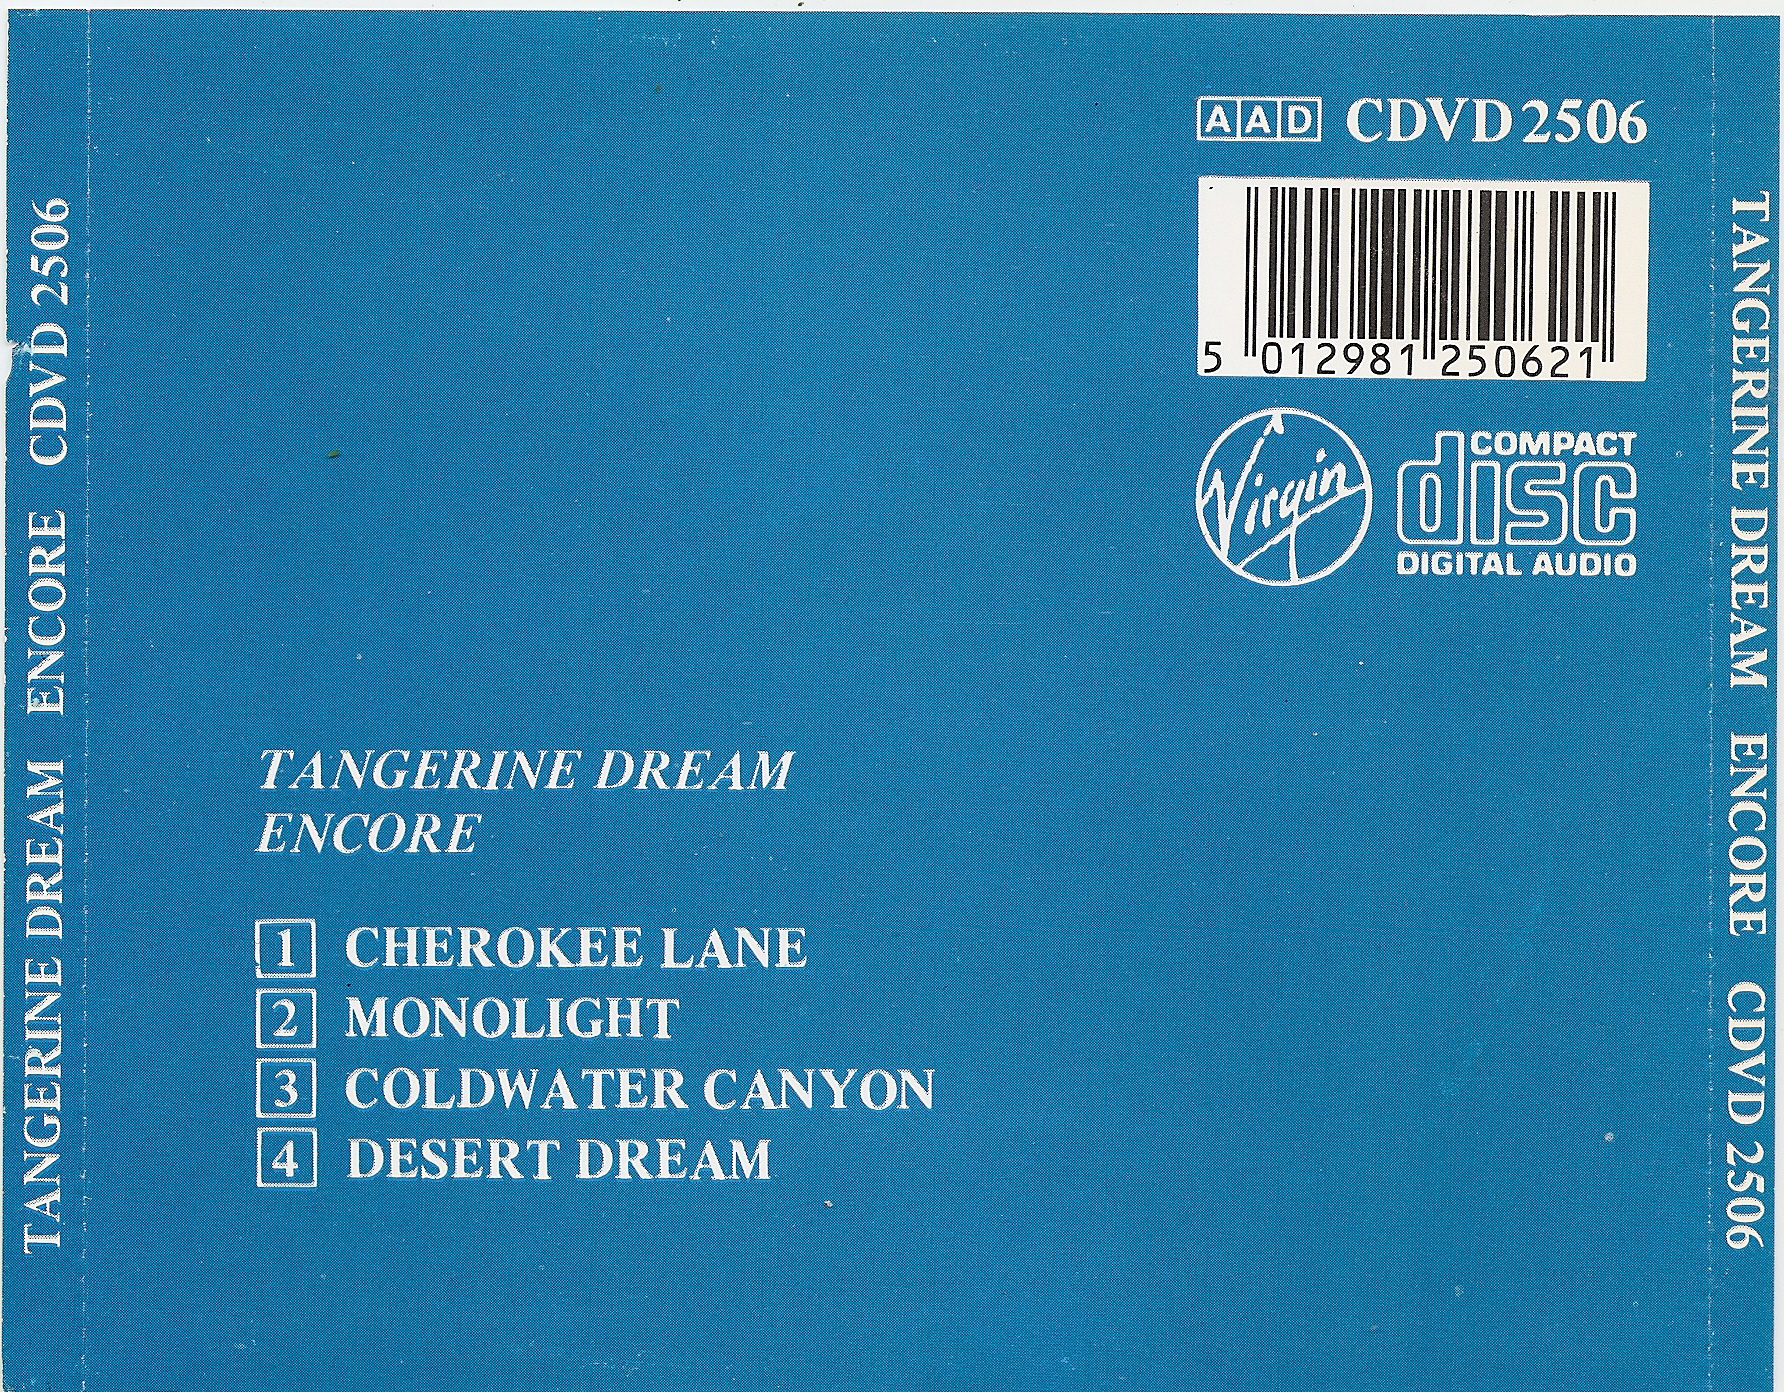 TANGERINE DREAM ENCORE CDVD 2506
AAD CDVD 2506
5 012981 250621
Virgin
COMPACT
disc
DIGITAL AUDIO
TANGERINE DREAM
ENCORE
1 CHEROKEE LANE
2 MONOLIGHT
3 COLDWATER CANYON
4 DESERT DREAM
TANGERINE DREAM ENCORE CDVD 2506